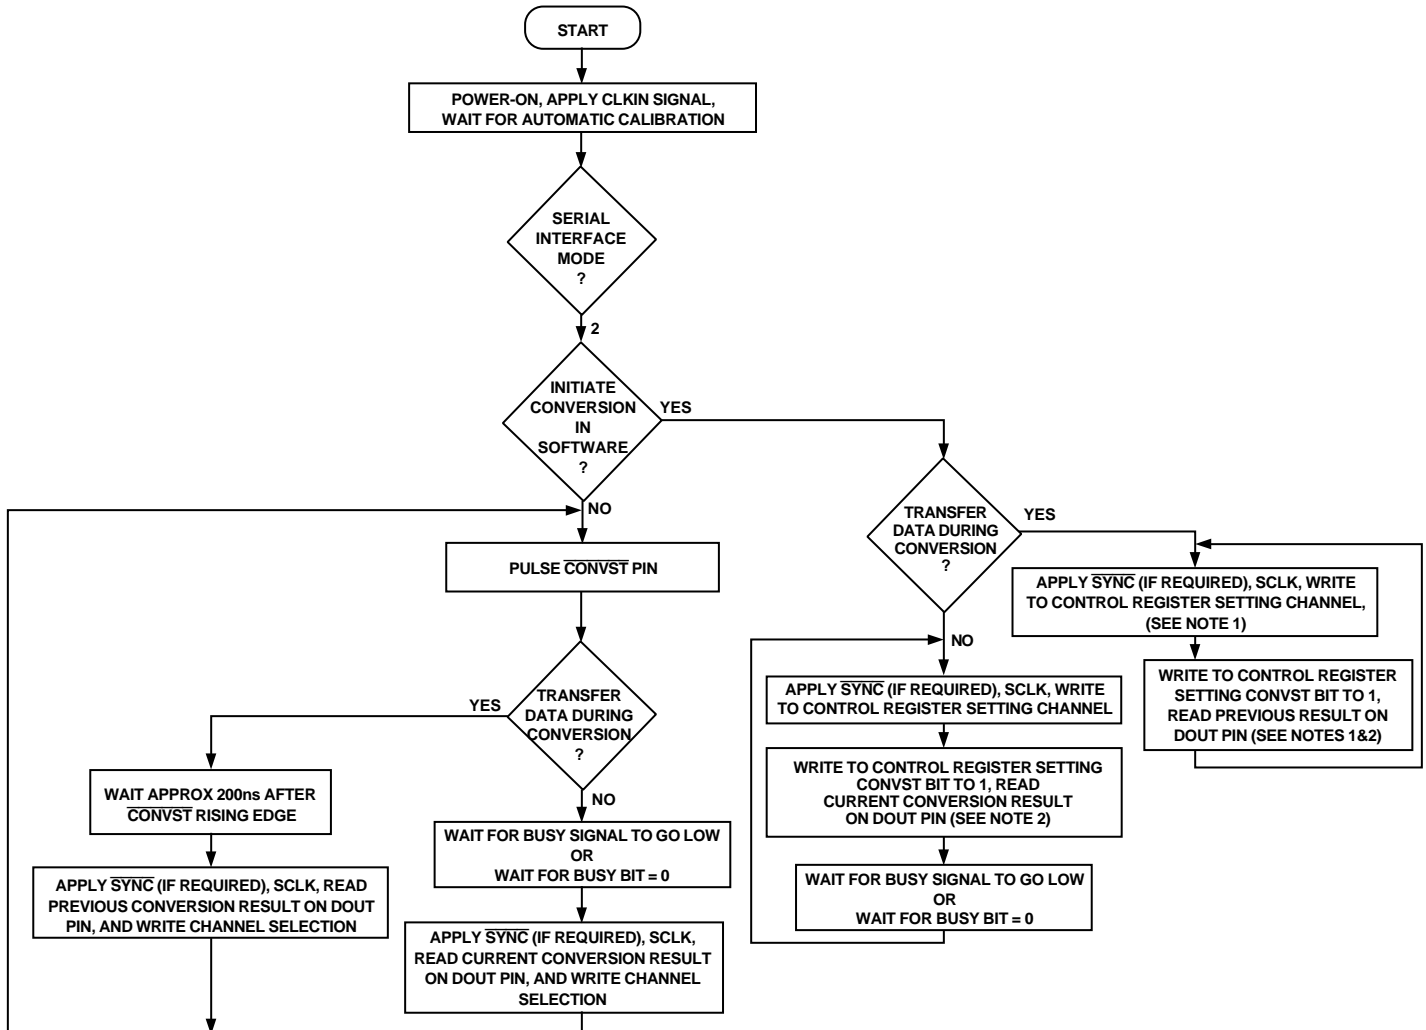 START
POWER-ON, APPLY CLKIN SIGNAL,
WAIT FOR AUTOMATIC CALIBRATION
SERIAL
INTERFACE
MODE
?
2
INITIATE
CONVERSION
IN
SOFTWARE
?
YES
NO
PULSE CONVST PIN
TRANSFER
DATA DURING
CONVERSION
?
YES
NO
WAIT APPROX 200ns AFTER
CONVST RISING EDGE
APPLY SYNC (IF REQUIRED), SCLK, READ
PREVIOUS CONVERSION RESULT ON DOUT
PIN, AND WRITE CHANNEL SELECTION
WAIT FOR BUSY SIGNAL TO GO LOW
OR
WAIT FOR BUSY BIT = 0
APPLY SYNC (IF REQUIRED), SCLK,
READ CURRENT CONVERSION RESULT
ON DOUT PIN, AND WRITE CHANNEL
SELECTION
TRANSFER
DATA DURING
CONVERSION
?
YES
NO
APPLY SYNC (IF REQUIRED), SCLK, WRITE
TO CONTROL REGISTER SETTING CHANNEL
WRITE TO CONTROL REGISTER SETTING
CONVST BIT TO 1, READ
CURRENT CONVERSION RESULT
ON DOUT PIN (SEE NOTE 2)
WAIT FOR BUSY SIGNAL TO GO LOW
OR
WAIT FOR BUSY BIT = 0
APPLY SYNC (IF REQUIRED), SCLK, WRITE
TO CONTROL REGISTER SETTING CHANNEL,
(SEE NOTE 1)
WRITE TO CONTROL REGISTER
SETTING CONVST BIT TO 1,
READ PREVIOUS RESULT ON
DOUT PIN (SEE NOTES 1&2)